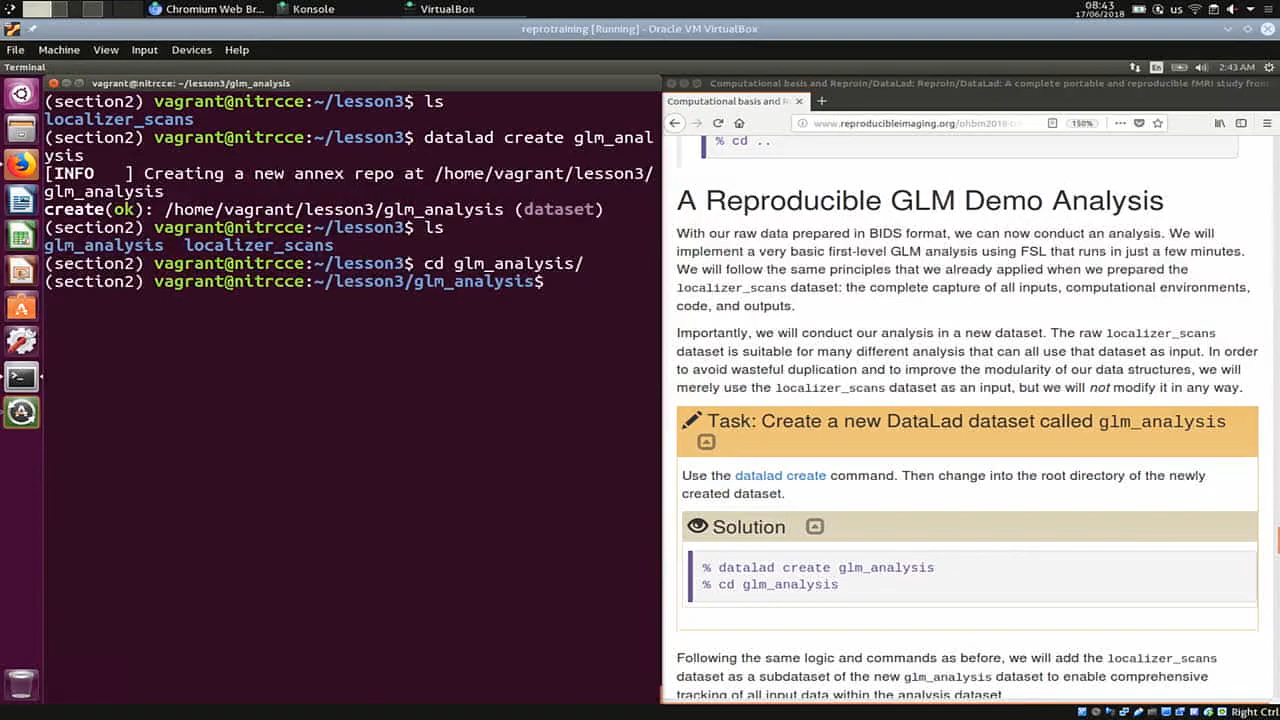 Chromium Web Br...
Konsole
VirtualBox
us
08:43
17/06/2018
reprotraining [Running] - Oracle VM VirtualBox
File Machine View Input Devices Help
Terminal
En
2:43 AM
vagrant@nitrcce: ~/lesson3/glm_analysis
(section2) vagrant@nitrcce:~/lesson3$ ls
localizer_scans
(section2) vagrant@nitrcce:~/lesson3$ datalad create glm_anal
ysis
[INFO   ] Creating a new annex repo at /home/vagrant/lesson3/
glm_analysis
create(ok): /home/vagrant/lesson3/glm_analysis (dataset)
(section2) vagrant@nitrcce:~/lesson3$ ls
glm_analysis  localizer_scans
(section2) vagrant@nitrcce:~/lesson3$ cd glm_analysis/
(section2) vagrant@nitrcce:~/lesson3/glm_analysis$
Computational basis and ReproIn/DataLad: ReproIn/DataLad: A complete portable and reproducible fMRI study from
Computational basis and R
www.reproducibleimaging.org/ohbm2018-
150%
% cd ..
A Reproducible GLM Demo Analysis
With our raw data prepared in BIDS format, we can now conduct an analysis. We will
implement a very basic first-level GLM analysis using FSL that runs in just a few minutes.
We will follow the same principles that we already applied when we prepared the
localizer_scans dataset: the complete capture of all inputs, computational environments,
code, and outputs.
Importantly, we will conduct our analysis in a new dataset. The raw localizer_scans
dataset is suitable for many different analysis that can all use that dataset as input. In order
to avoid wasteful duplication and to improve the modularity of our data structures, we will
merely use the localizer_scans dataset as an input, but we will not modify it in any way.
Task: Create a new DataLad dataset called glm_analysis
Use the datalad create command. Then change into the root directory of the newly
created dataset.
Solution
% datalad create glm_analysis
% cd glm_analysis
Following the same logic and commands as before, we will add the localizer_scans
dataset as a subdataset of the new glm_analysis dataset to enable comprehensive
tracking of all input data within the analysis dataset.
Right Ctrl